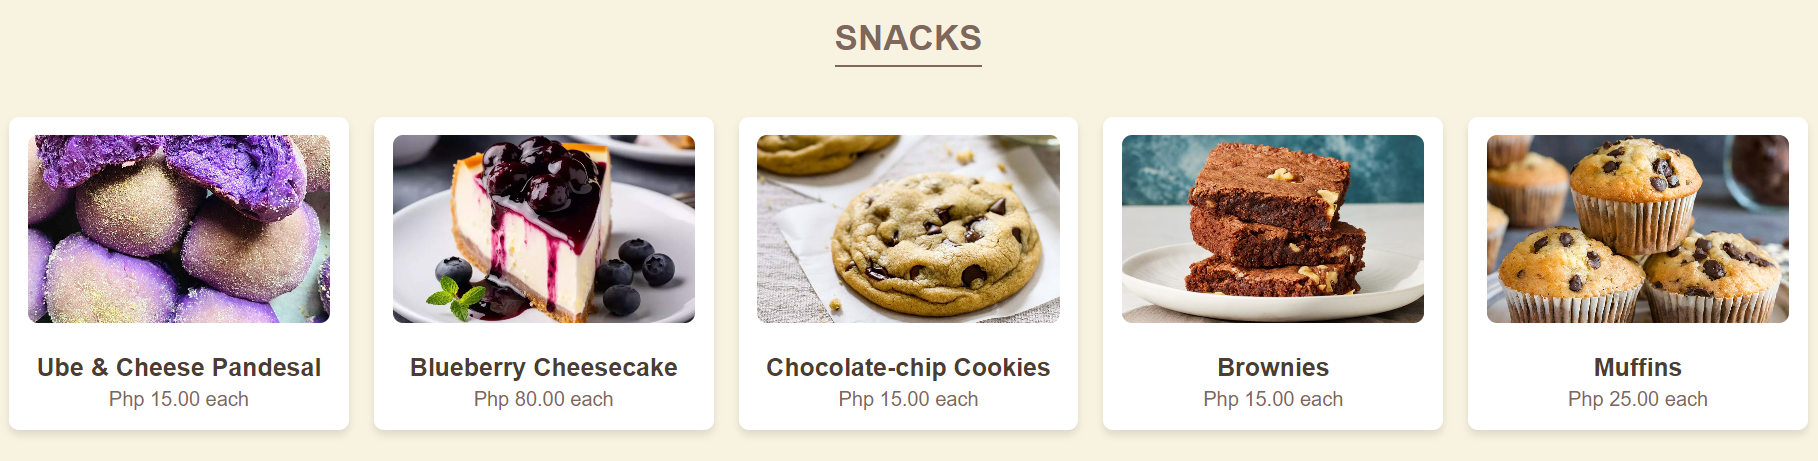 SNACKS
Ube & Cheese Pandesal
Php 15.00 each
Blueberry Cheesecake
Php 80.00 each
Chocolate-chip Cookies
Php 15.00 each
Brownies
Php 15.00 each
Muffins
Php 25.00 each